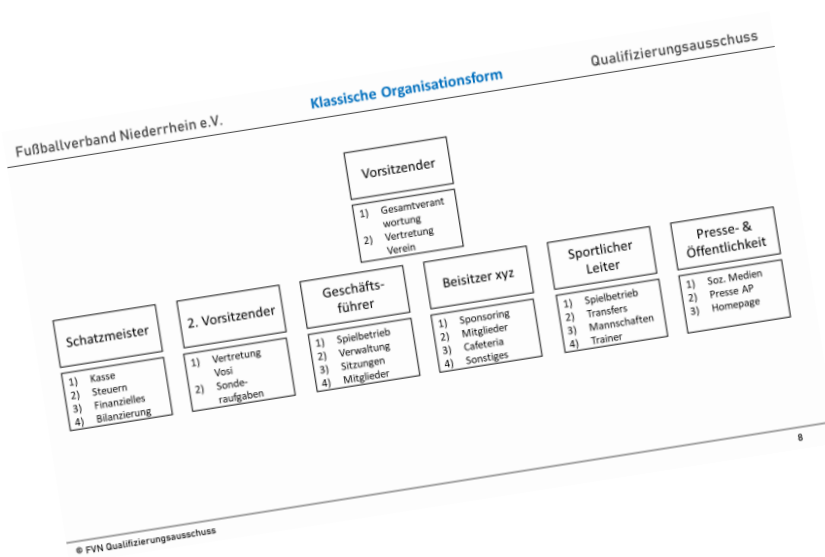 Fußballverband Niederrhein e.V.
Klassische Organisationsform
Qualifizierungsausschuss
Vorsitzender
1) Gesamtverant
wortung
2) Vertretung
Verein
Schatzmeister
1) Kasse
2) Steuern
3) Finanzielles
4) Bilanzierung
2. Vorsitzender
1) Vertretung
Vosi
2) Sonde-
raufgaben
Geschäfts-
führer
1) Spielbetrieb
2) Verwaltung
3) Sitzungen
4) Mitglieder
Beisitzer xyz
1) Sponsoring
2) Mitglieder
3) Cafeteria
4) Sonstiges
Sportlicher
Leiter
1) Spielbetrieb
2) Transfers
3) Mannschaften
4) Trainer
Presse- &
Öffentlichkeit
1) Soz. Medien
2) Presse AP
3) Homepage
8
© FVN Qualifizierungsausschuss